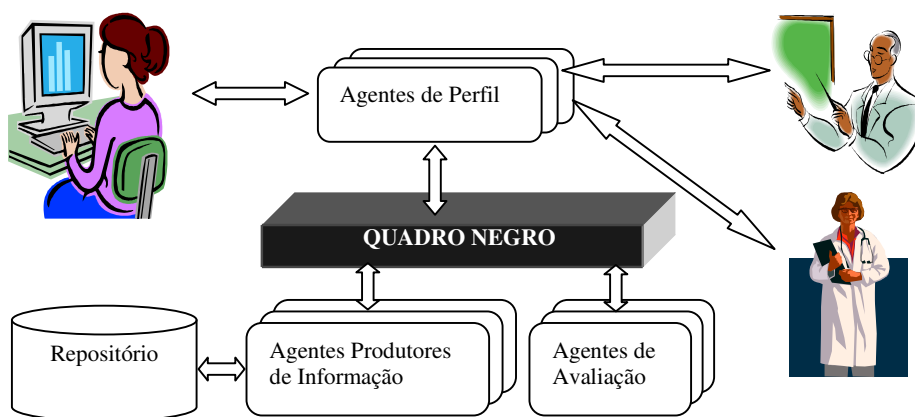 Agentes de Perfil
QUADRO NEGRO
Repositório
Agentes Produtores
de Informação
Agentes de
Avaliação